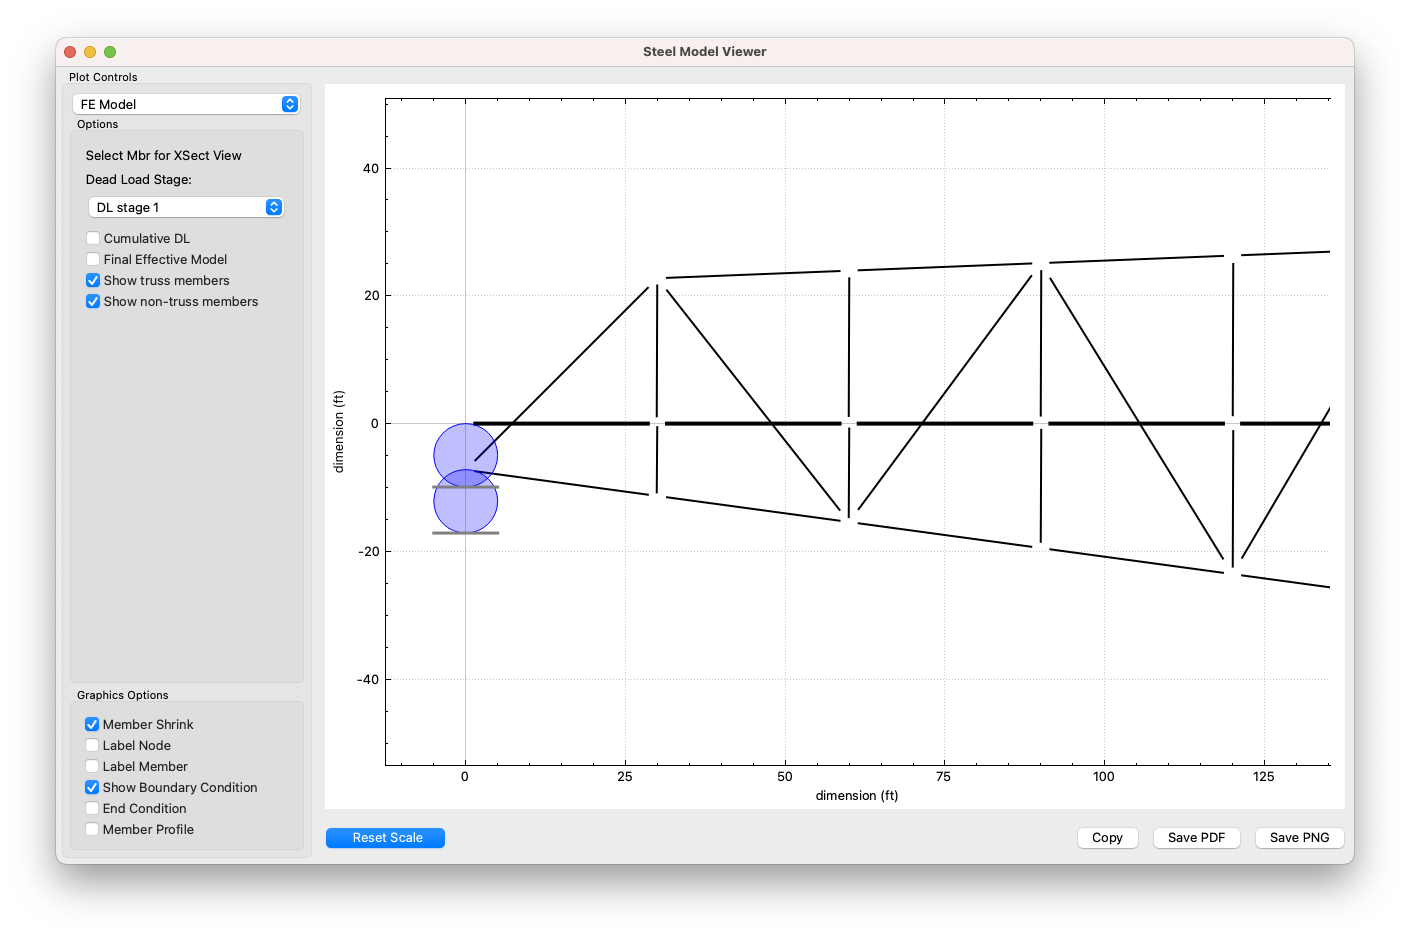 Steel Model Viewer
Plot Controls
FE Model
Options
Select Mbr for XSect View
Dead Load Stage:
DL stage 1
Cumulative DL
Final Effective Model
Show truss members
Show non-truss members
Graphics Options
Member Shrink
Label Node
Label Member
Show Boundary Condition
End Condition
Member Profile
dimension (ft)
40
20
0
-20
-40
0
25
50
75
100
125
dimension (ft)
Reset Scale
Copy
Save PDF
Save PNG